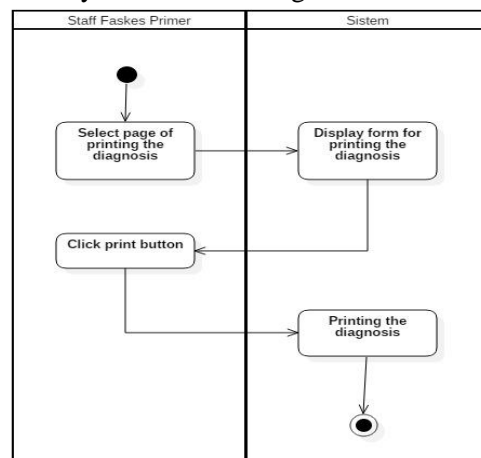 Staff Faskes Primer
Sistem
Select page of
printing the
diagnosis
Display form for
printing the
diagnosis
Click print button
Printing the
diagnosis